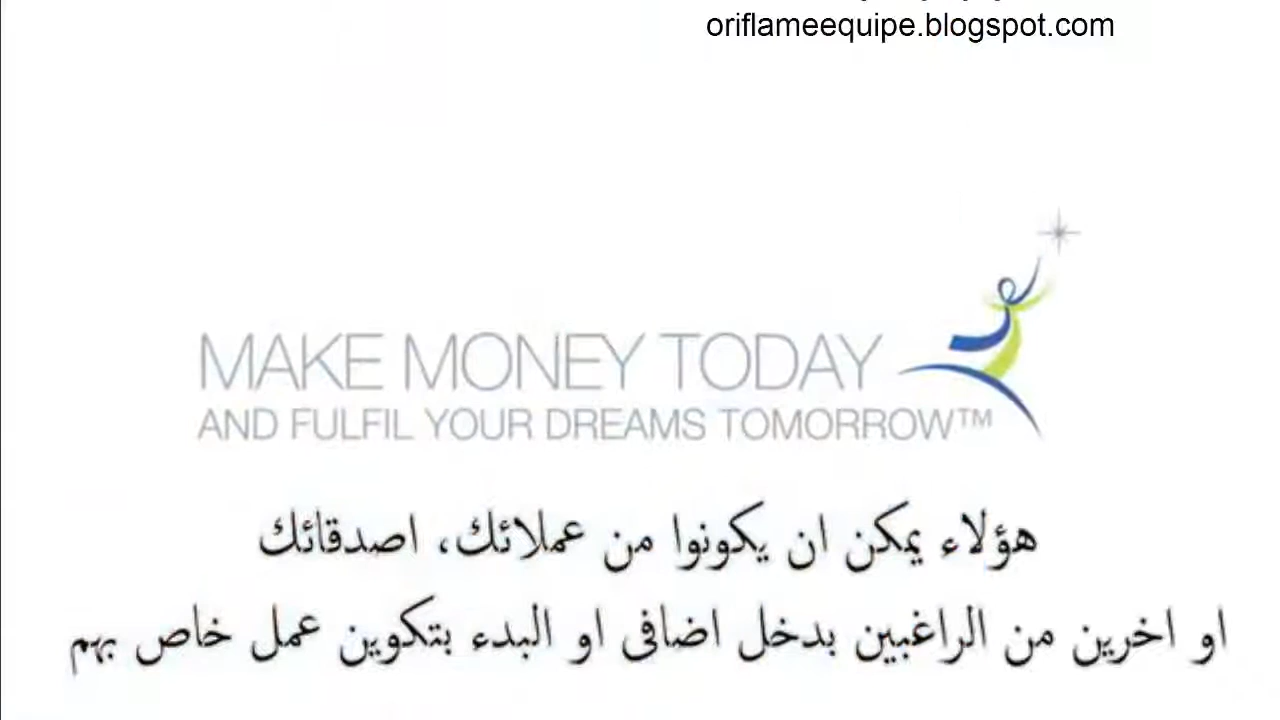 oriflameequipe.blogspot.com
MAKE MONEY TODAY
AND FULFIL YOUR DREAMS TOMORROW™
هؤلاء يمكن ان يكونوا من عملائك، اصدقائك
او اخرين من الراغبين بدخل اضافى او البدء بتكوين عمل خاص بهم